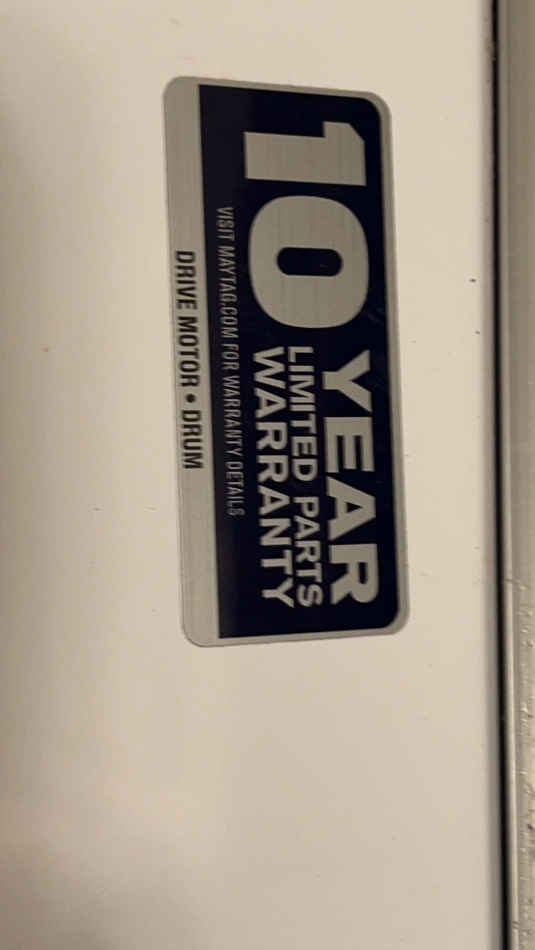 10 YEAR
LIMITED PARTS
WARRANTY
VISIT MAYTAG.COM FOR WARRANTY DETAILS
DRIVE MOTOR • DRUM